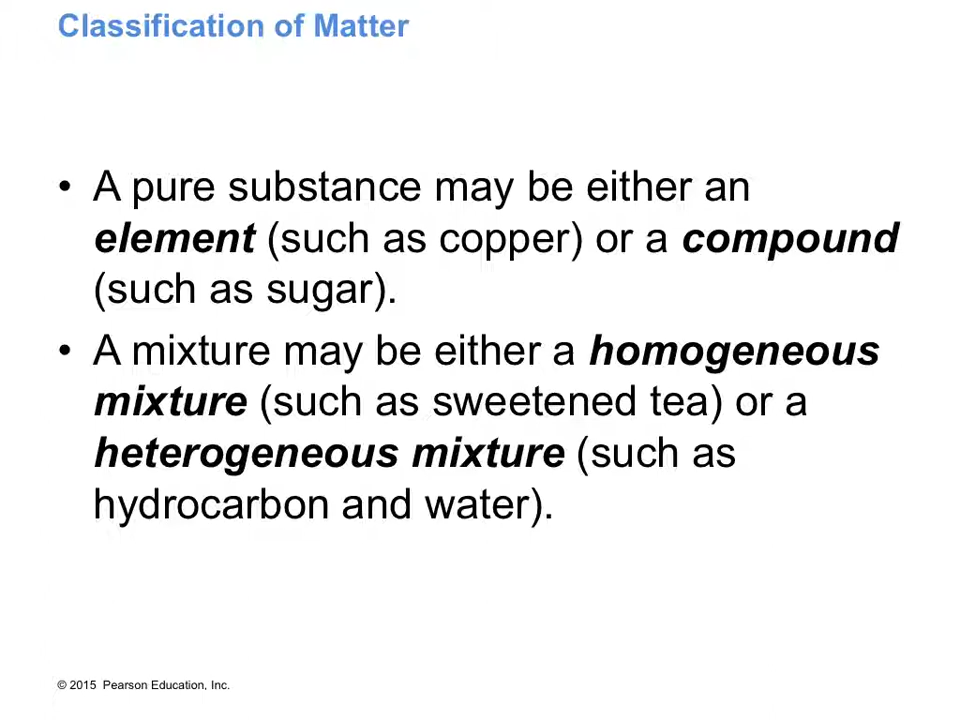 Classification of Matter
• A pure substance may be either an
element (such as copper) or a compound
(such as sugar).
• A mixture may be either a homogeneous
mixture (such as sweetened tea) or a
heterogeneous mixture (such as
hydrocarbon and water).
© 2015 Pearson Education, Inc.